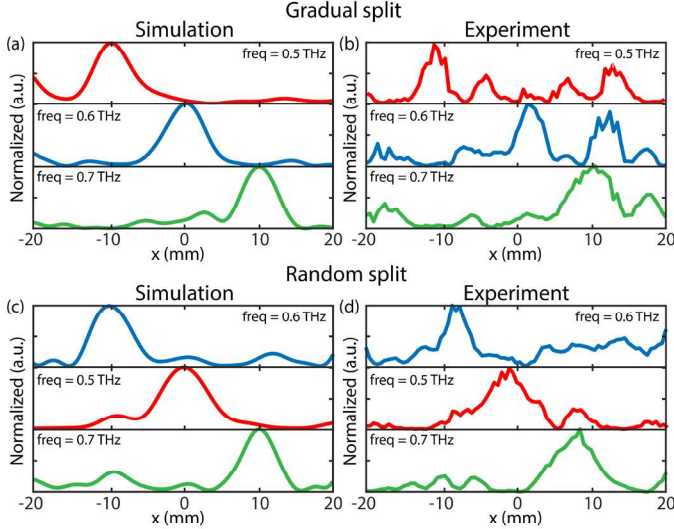 Gradual split
Simulation
Experiment
(a)
freq = 0.5 THz
(b)
freq = 0.5 THz
Normalized (a.u.)
freq = 0.6 THz
Normalized (a.u.)
freq = 0.6
freq = 0.7 THz
freq = 0.7 THz
-20 -10 0 10 20
-20 -10 0 10 20
x (mm)
x (mm)
Random split
Simulation
Experiment
(c)
freq = 0.6 THz
(d)
freq = 0.6 THz
Normalized (a.u.)
freq = 0.5 THz
Normalized (a.u.)
freq = 0.5 THz
freq = 0.7 THz
freq = 0.7 THz
-20 -10 0 10 20
-20 -10 0 10 20
x (mm)
x (mm)